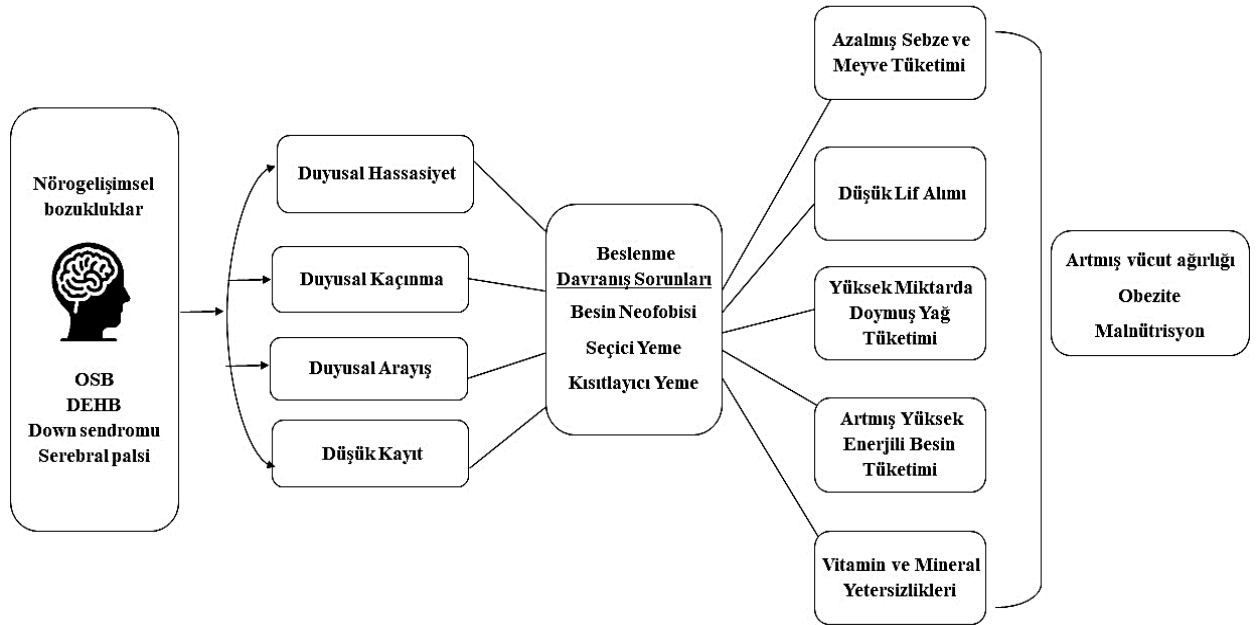 Nörogelişimsel
bozukluklar
OSB
DEHB
Down sendromu
Serebral palsi
Duyusal Hassasiyet
Duyusal Kaçınma
Duyusal Arayış
Düşük Kayıt
Beslenme
Davranış Sorunları
Besin Neofobisi
Seçici Yeme
Kısıtlayıcı Yeme
Azalmış Sebze ve
Meyve Tüketimi
Düşük Lif Alımı
Yüksek Miktarda
Doymuş Yağ
Tüketimi
Artmış Yüksek
Enerjili Besin
Tüketimi
Vitamin ve Mineral
Yetersizlikleri
Artmış vücut ağırlığı
Obezite
Malnütrisyon